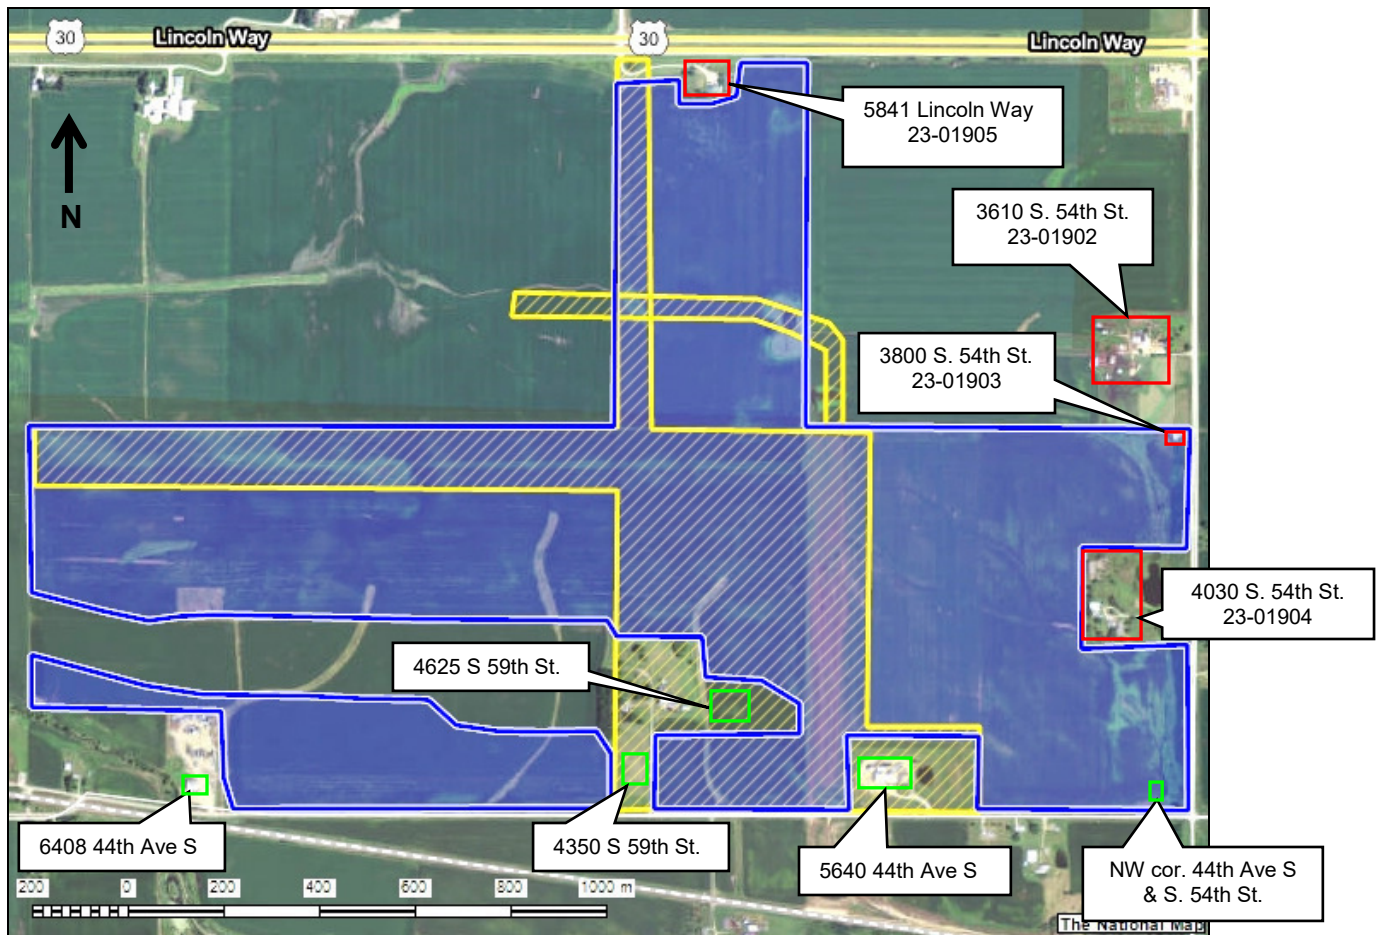 30
Lincoln Way
30
Lincoln Way
N
5841 Lincoln Way
23-01905
3610 S. 54th St.
23-01902
3800 S. 54th St.
23-01903
4030 S. 54th St.
23-01904
4625 S 59th St.
6408 44th Ave S
4350 S 59th St.
5640 44th Ave S
NW cor. 44th Ave S
& S. 54th St.
200 0 200 400 600 800 1000 m
The National Map